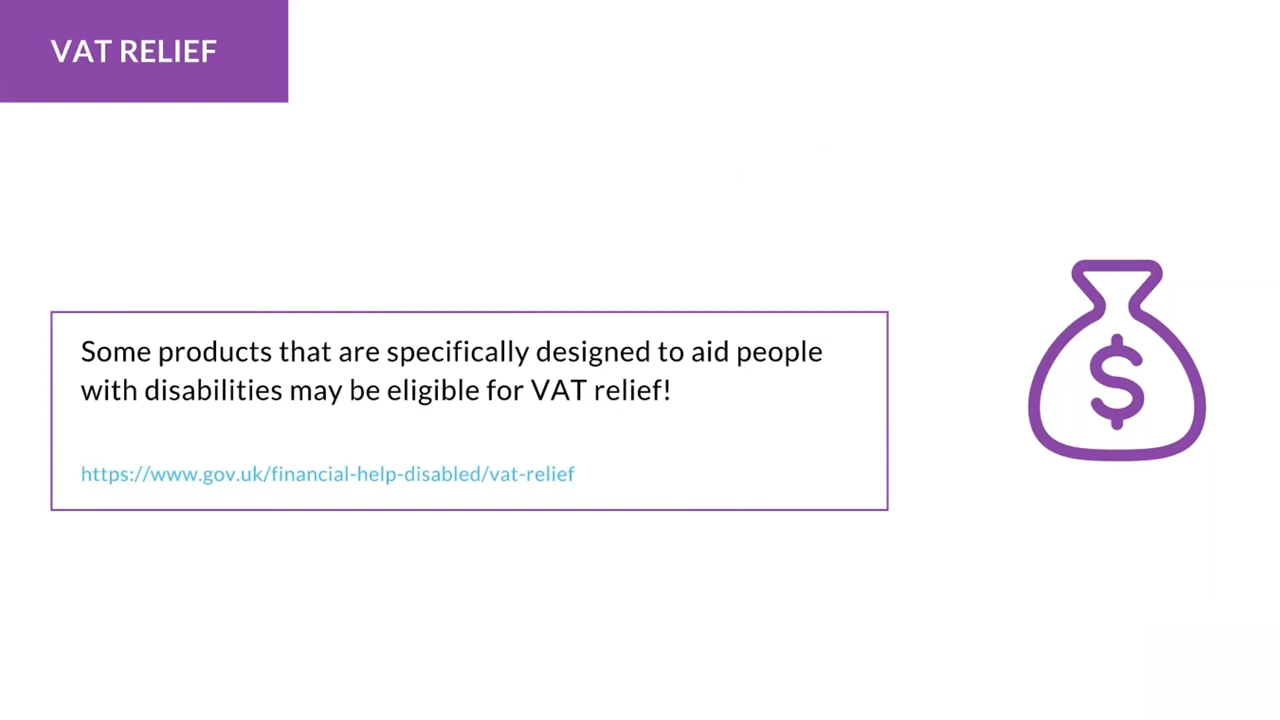 VAT RELIEF
Some products that are specifically designed to aid people
with disabilities may be eligible for VAT relief!
https://www.gov.uk/financial-help-disabled/vat-relief
$